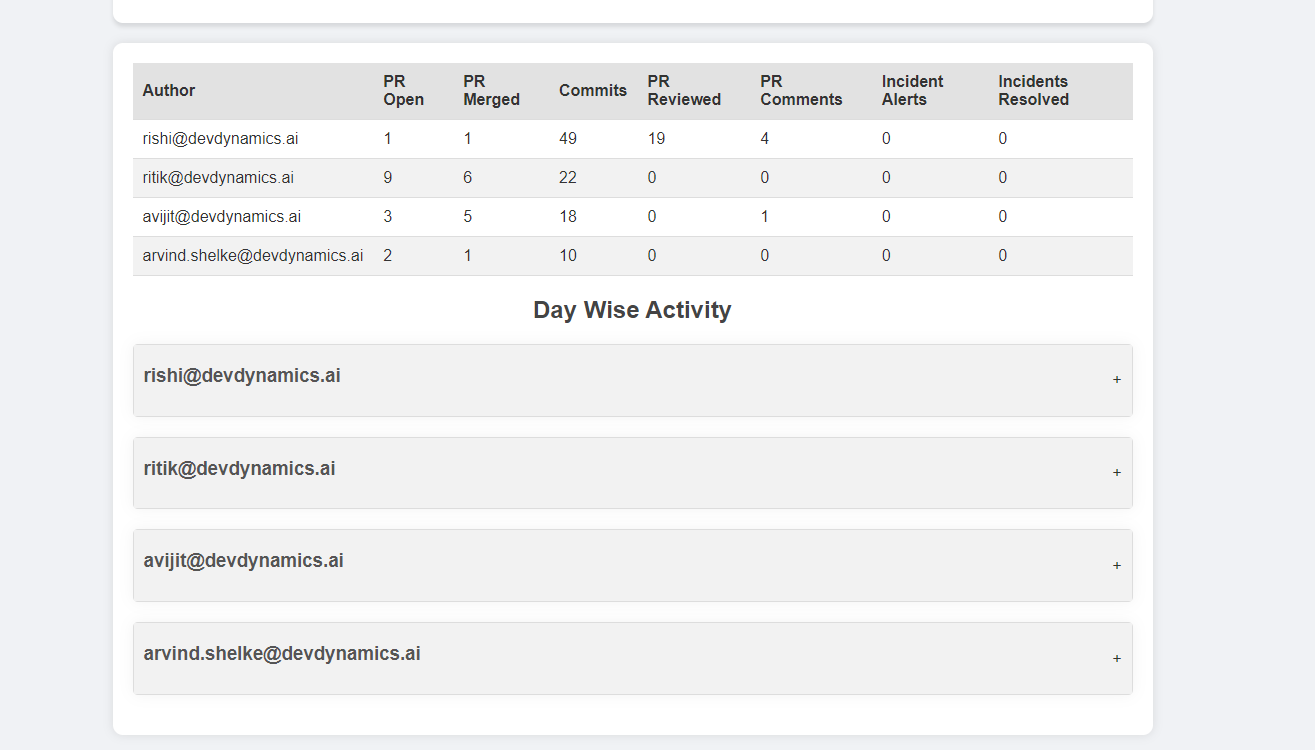 Author PR Open PR Merged Commits PR Reviewed PR Comments Incident Alerts Incidents Resolved
rishi@devdynamics.ai 1 1 49 19 4 0 0
ritik@devdynamics.ai 9 6 22 0 0 0 0
avijit@devdynamics.ai 3 5 18 0 1 0 0
arvind.shelke@devdynamics.ai 2 1 10 0 0 0 0
Day Wise Activity
rishi@devdynamics.ai +
ritik@devdynamics.ai +
avijit@devdynamics.ai +
arvind.shelke@devdynamics.ai +